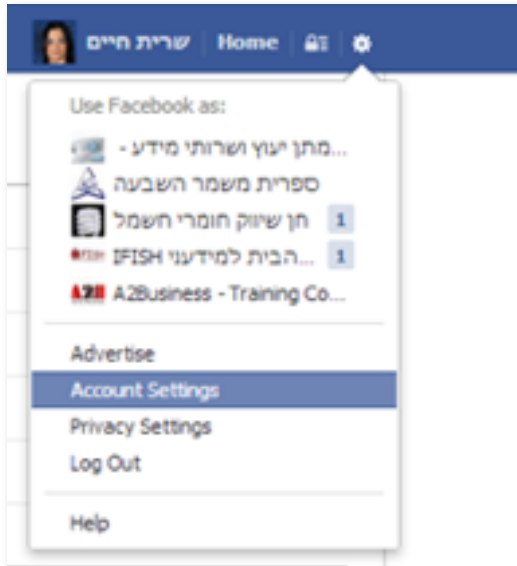 שרית חיים Home
Use Facebook as:
מתן יעוץ ושרותי מידע - ...
ספרית משמר השבעה
חן שיווק חומרי חשמל 1
הבית למידעני IFISH... 1
A2Business - Training Co...
Advertise
Account Settings
Privacy Settings
Log Out
Help